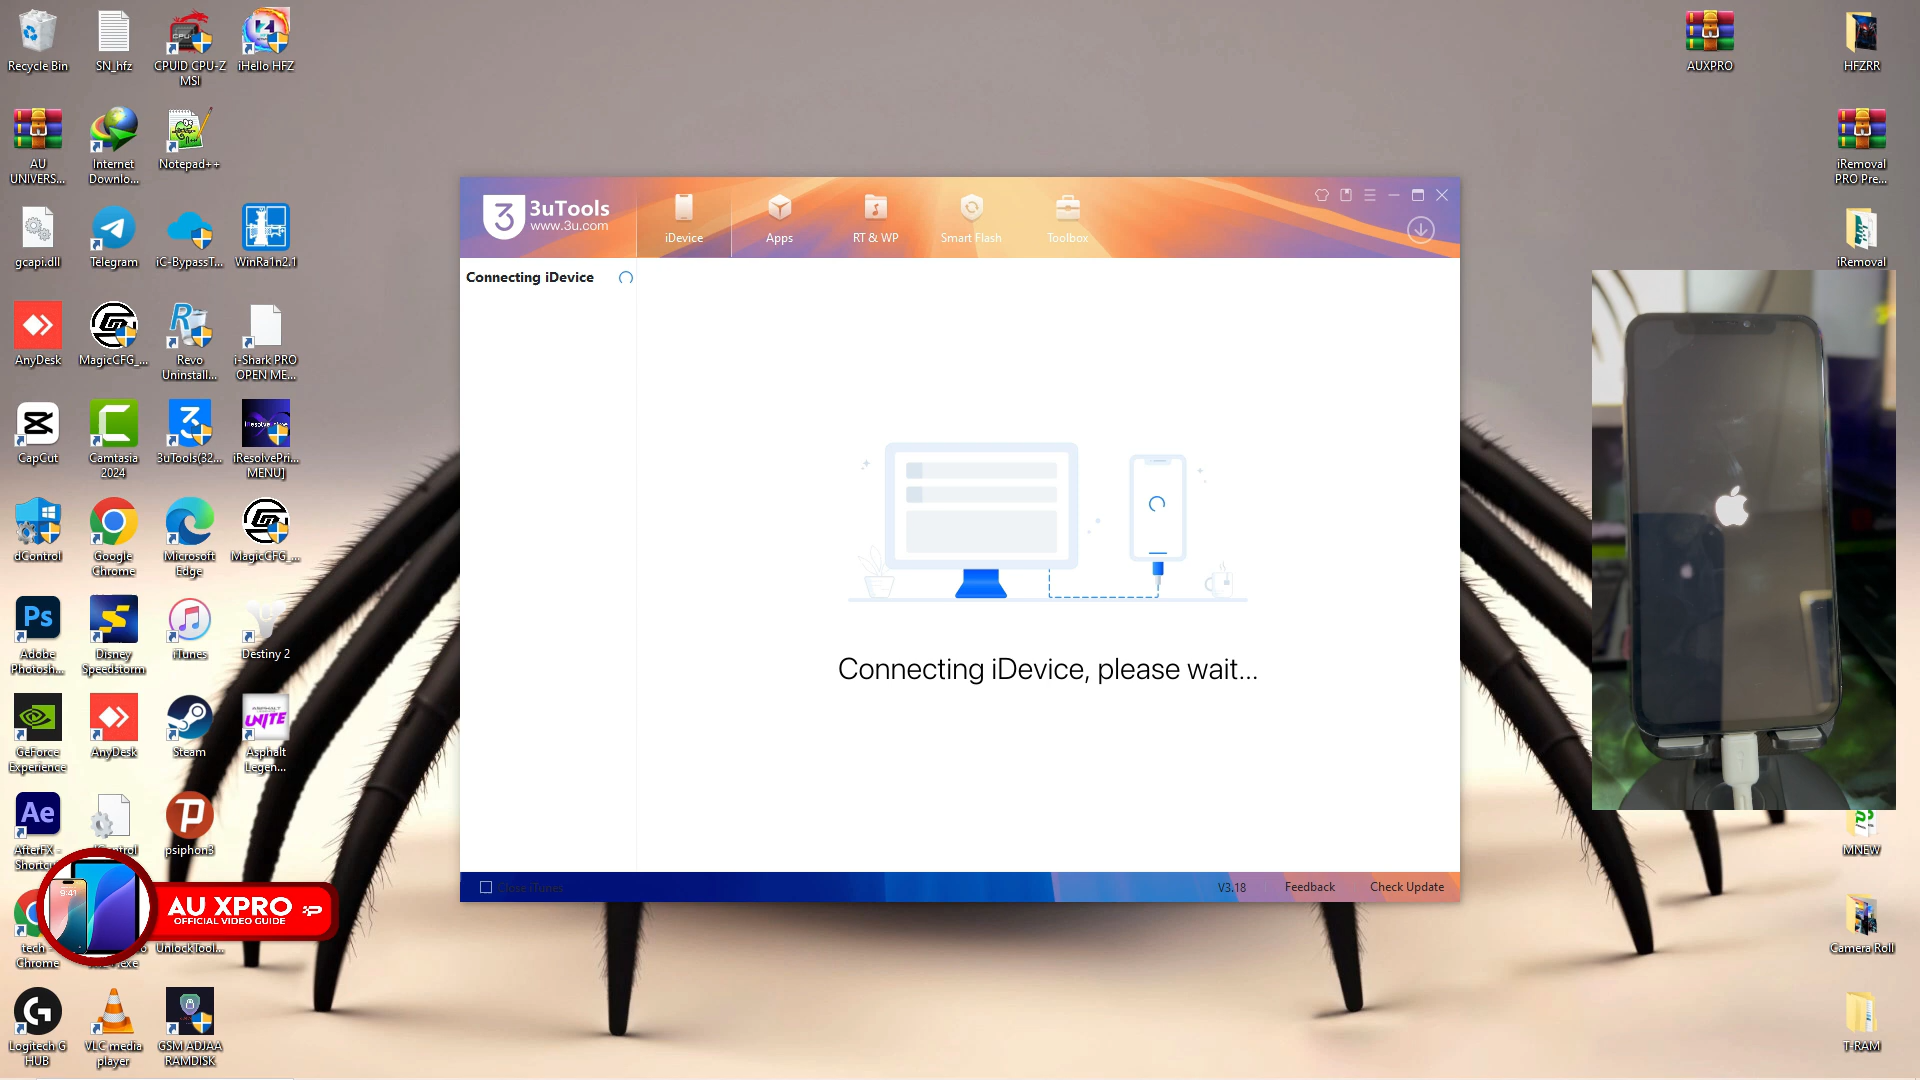 Recycle Bin
SN_hfz
CPUID CPU-Z
MSI
iHello HFZ
AUXPRO
HFZRR
AU
UNIVERS...
Internet
Downlo...
Notepad++
iRemoval
PRO Pre...
gcapi.dll
Telegram
iC-BypassT...
WinRa1n2.1
iRemoval
3uTools
www.3u.com
iDevice
Apps
RT & WP
Smart Flash
Toolbox
Connecting iDevice
AnyDesk
MagicCFG_...
Revo
Uninstall...
i-Shark PRO
OPEN ME...
CapCut
Camtasia
2024
3uTools(32...
iResolvePri...
MENU]
dControl
Google
Chrome
Microsoft
Edge
MagicCFG_...
Connecting iDevice, please wait...
Adobe
Photosh...
Disney
Speedstorm
iTunes
Destiny 2
GeForce
Experience
AnyDesk
Steam
Asphalt
Legen...
AfterFX -
psiphon3
MNEW
Close iTunes
V3.18
Feedback
Check Update
9:41
AU XPRO
OFFICIAL VIDEO GUIDE
tech -
Chrome
UnlockTool...
Camera Roll
Logitech G
HUB
VLC media
player
GSM ADJAA
RAMDISK
T-RAM